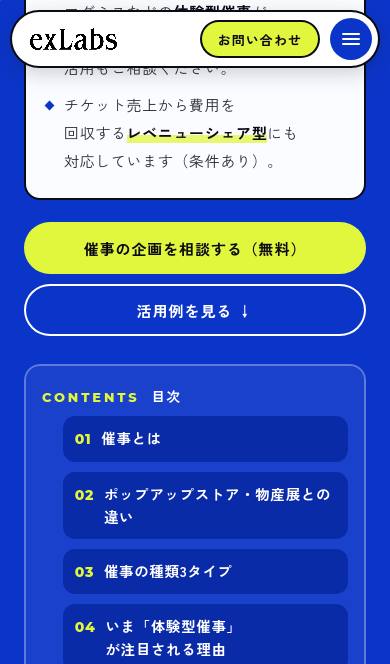 exLabs
お問い合わせ
活用もご相談ください。
チケット売上から費用を
回収するレベニューシェア型にも
対応しています（条件あり）。
催事の企画を相談する（無料）
活用例を見る ↓
CONTENTS 目次
01 催事とは
02 ポップアップストア・物産展との
違い
03 催事の種類3タイプ
04 いま「体験型催事」
が注目される理由